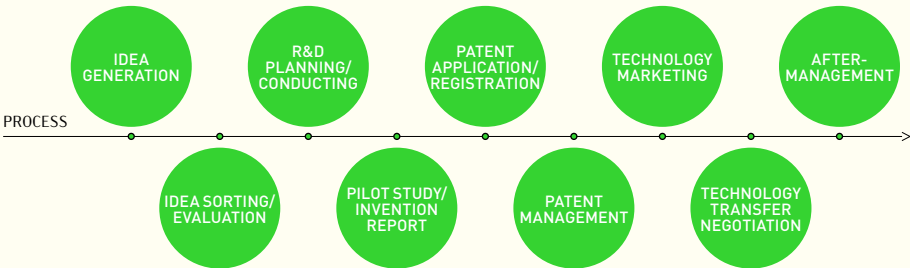 IDEA
GENERATION
R&D
PLANNING/
CONDUCTING
PATENT
APPLICATION/
REGISTRATION
TECHNOLOGY
MARKETING
AFTER-
MANAGEMENT
PROCESS
IDEA SORTING/
EVALUATION
PILOT STUDY/
INVENTION
REPORT
PATENT
MANAGEMENT
TECHNOLOGY
TRANSFER
NEGOTIATION